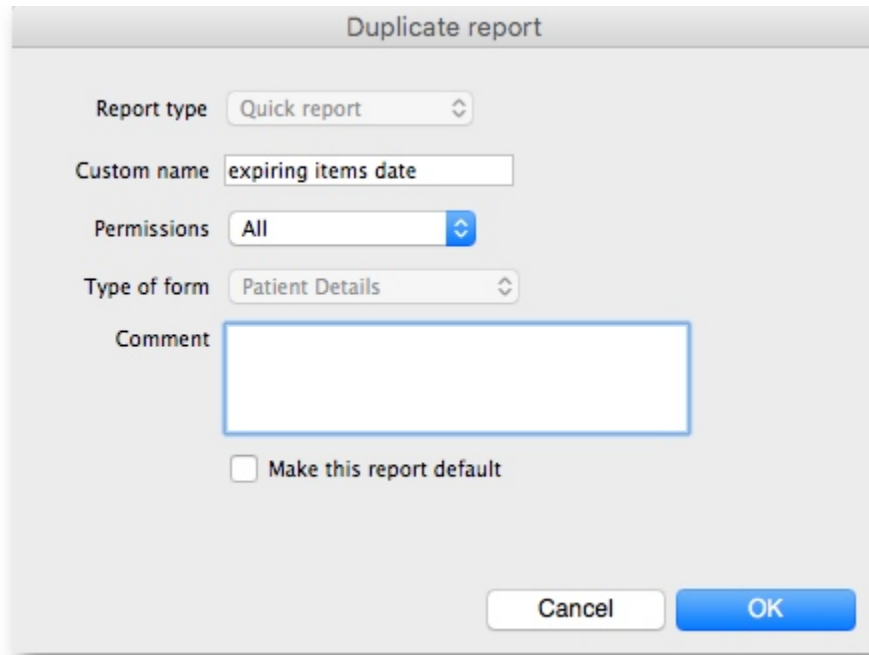 Duplicate report
Report type Quick report
Custom name expiring items date
Permissions All
Type of form Patient Details
Comment
Make this report default
Cancel OK